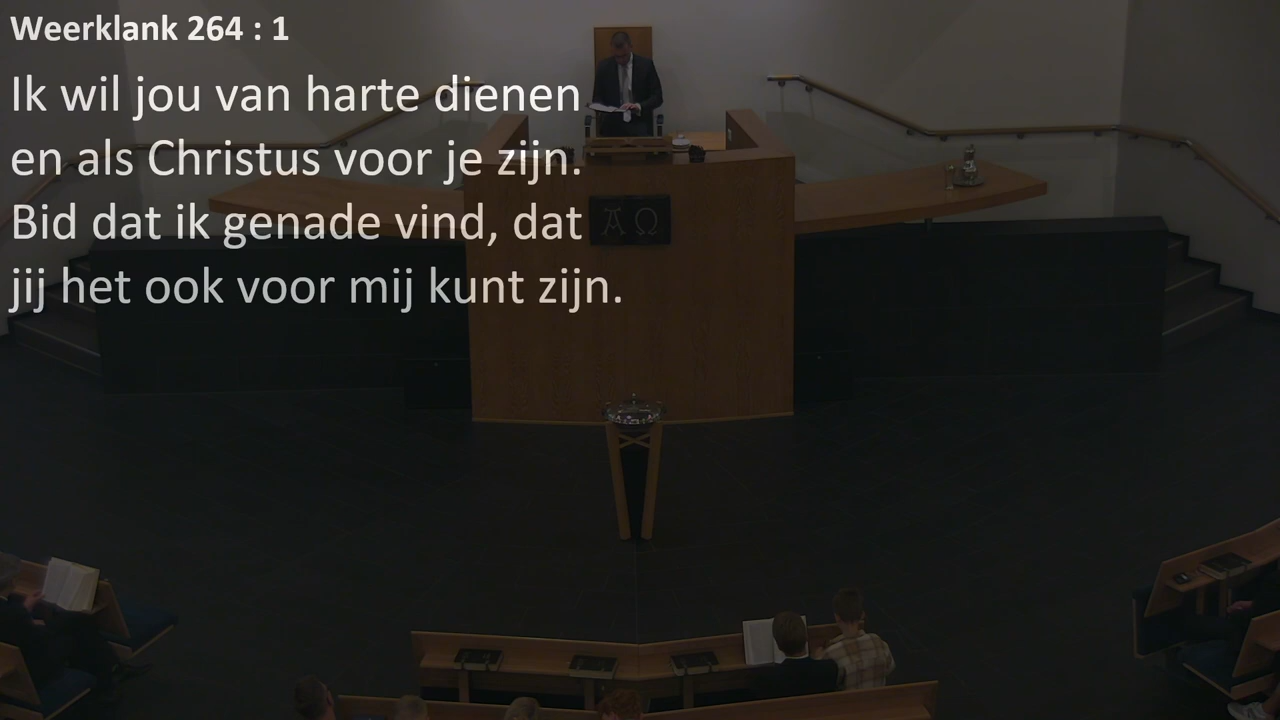 Weerklank 264 : 1
Ik wil jou van harte dienen
en als Christus voor je zijn.
Bid dat ik genade vind, dat
jij het ook voor mij kunt zijn.
Α Ω